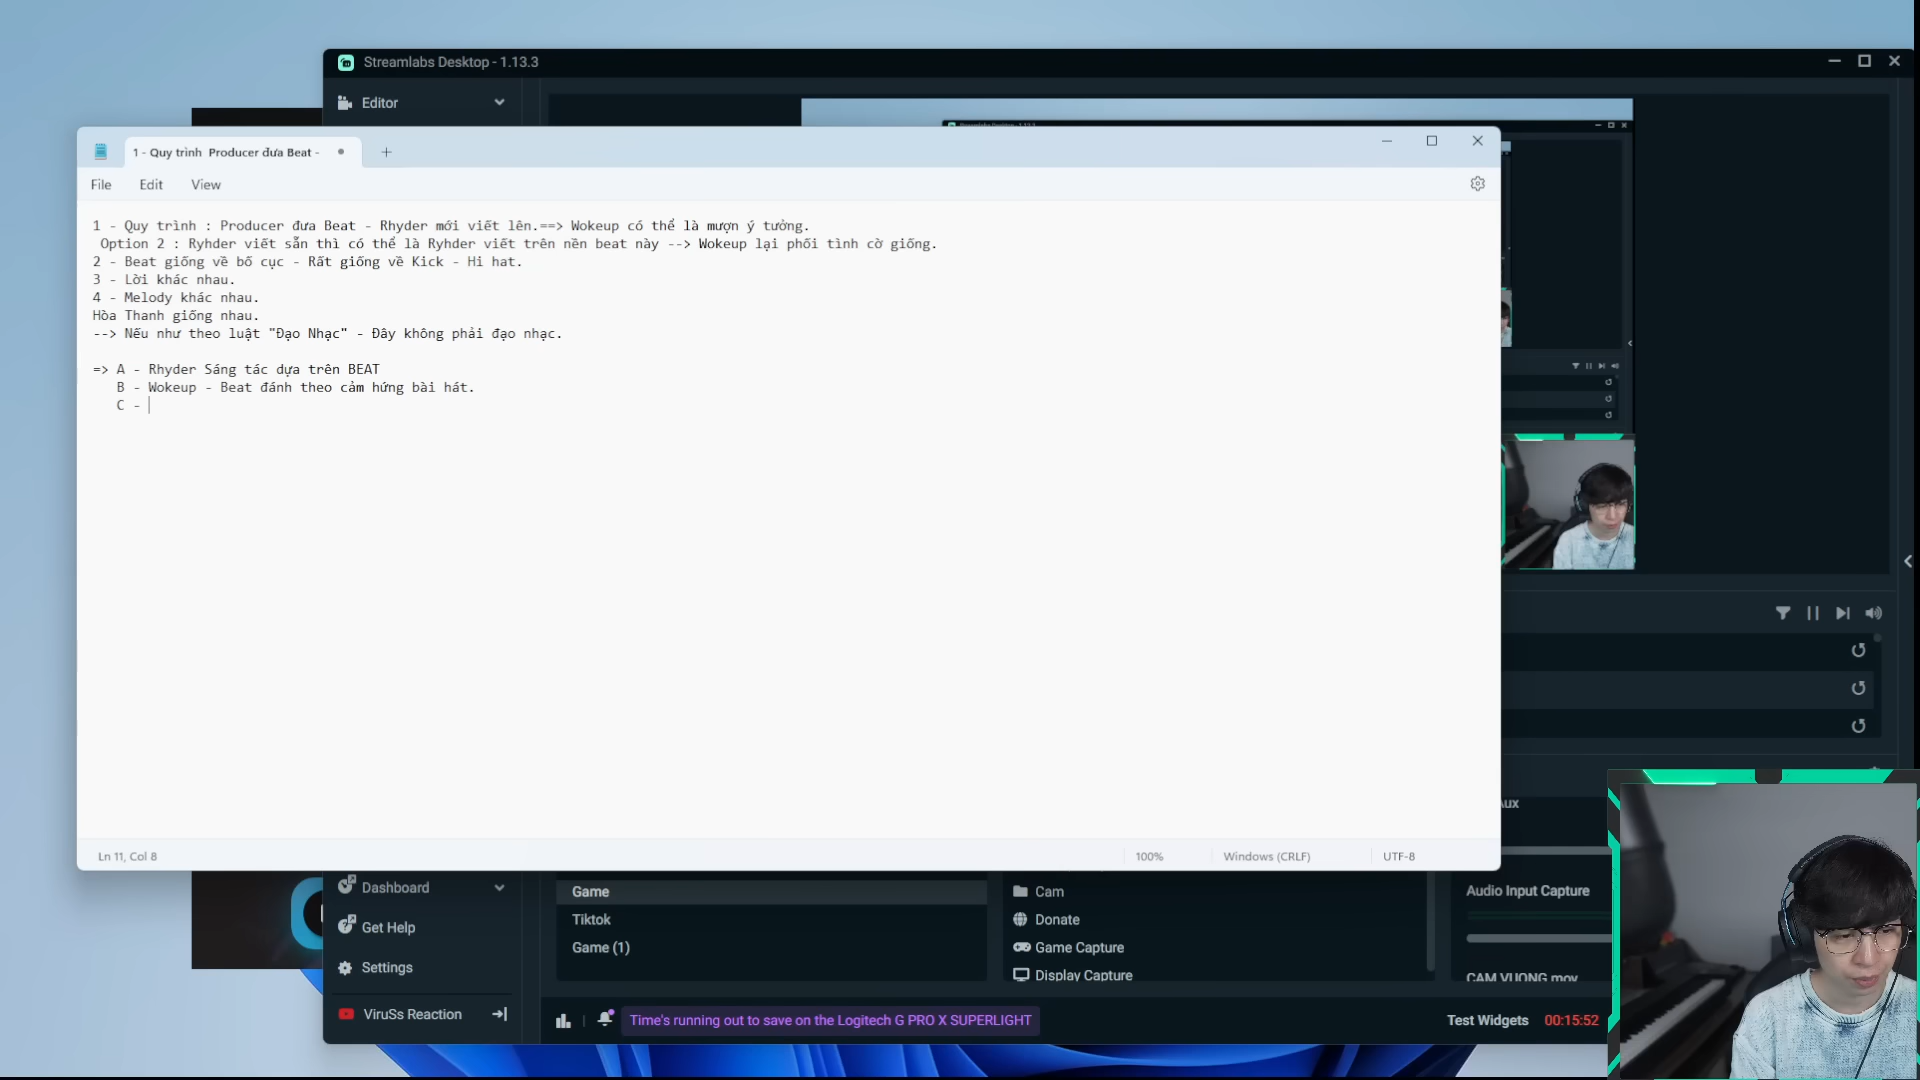 Streamlabs Desktop - 1.13.3
Editor
1 - Quy trình  Producer đưa Beat -
File
Edit
View
1 - Quy trình : Producer đưa Beat - Rhyder mới viết lên.==> Wokeup có thể là mượn ý tưởng.
Option 2 : Ryhder viết sẵn thì có thể là Ryhder viết trên nền beat này --> Wokeup lại phối tình cờ giống.
2 - Beat giống về bố cục - Rất giống về Kick - Hi hat.
3 - Lời khác nhau.
4 - Melody khác nhau.
Hòa Thanh giống nhau.
--> Nếu như theo luật "Đạo Nhạc" - Đây không phải đạo nhạc.
=> A - Rhyder Sáng tác dựa trên BEAT
B - Wokeup - Beat đánh theo cảm hứng bài hát.
C -
Ln 11, Col 8
100%
Windows (CRLF)
UTF-8
Dashboard
Get Help
Settings
ViruSs Reaction
Game
Tiktok
Game (1)
Cam
Donate
Game Capture
Display Capture
Audio Input Capture
CAM VUONG mov
Time's running out to save on the Logitech G PRO X SUPERLIGHT
Test Widgets
00:15:52